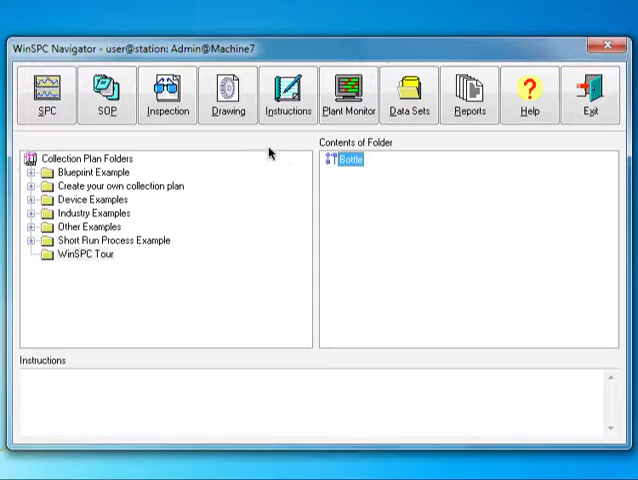 WinSPC Navigator - user@station: Admin@Machine7
SPC
SOP
Inspection
Drawing
Instructions
Plant Monitor
Data Sets
Reports
Help
Exit
Contents of Folder
Collection Plan Folders
Blueprint Example
Create your own collection plan
Device Examples
Industry Examples
Other Examples
Short Run Process Example
WinSPC Tour
Bottle
Instructions